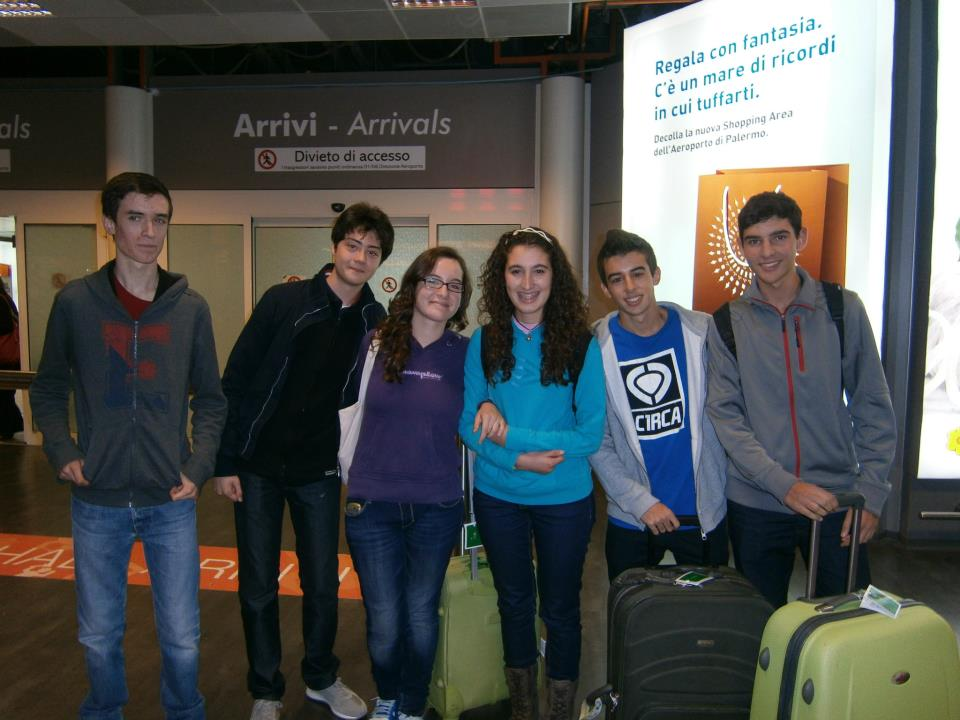 als
Arrivi - Arrivals
Divieto di accesso
Regala con fantasia.
C'è un mare di ricordi
in cui tuffarti.
Decolla la nuova Shopping Area
dell'Aeroporto di Palermo.
C1RCA